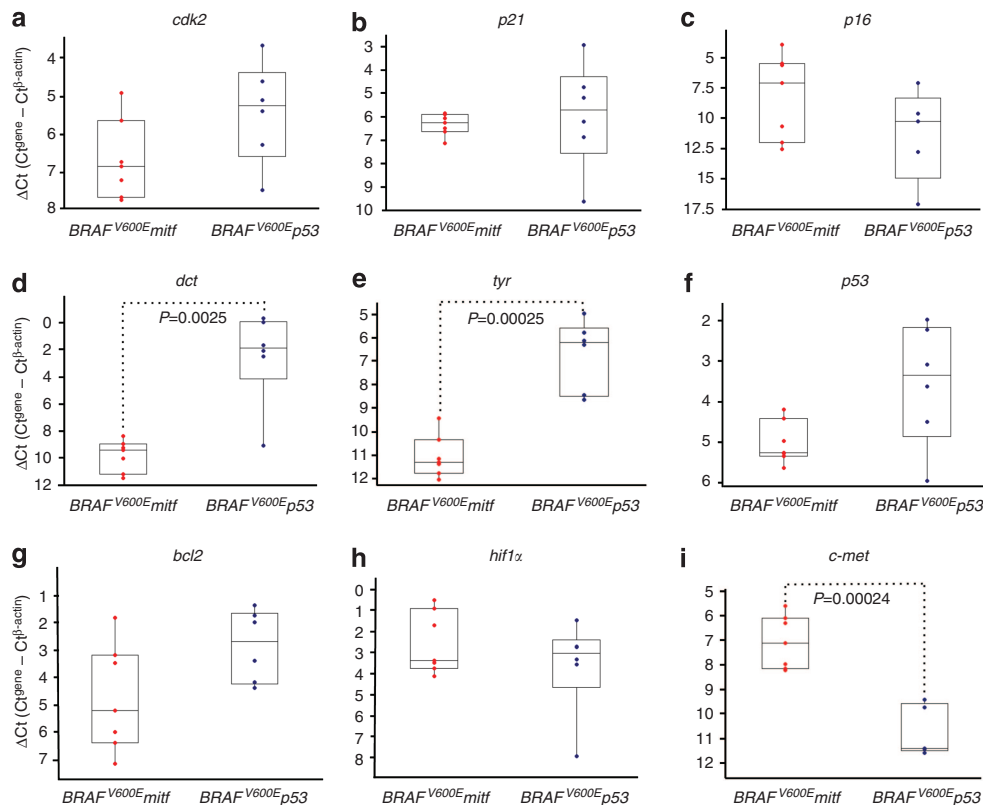 a
cdk2
ΔCt (Ct^gene – Ct^β-actin)
4
5
6
7
8
BRAF^V600E mitf
BRAF^V600E p53
b
p21
3
4
5
6
7
8
9
10
BRAF^V600E mitf
BRAF^V600E p53
c
p16
5
7.5
10
12.5
15
17.5
BRAF^V600E mitf
BRAF^V600E p53
d
dct
ΔCt (Ct^gene – Ct^β-actin)
P=0.0025
0
2
4
6
8
10
12
BRAF^V600E mitf
BRAF^V600E p53
e
tyr
P=0.00025
4
5
6
7
8
9
10
11
12
BRAF^V600E mitf
BRAF^V600E p53
f
p53
2
3
4
5
6
BRAF^V600E mitf
BRAF^V600E p53
g
bcl2
ΔCt (Ct^gene – Ct^β-actin)
1
2
3
4
5
6
7
BRAF^V600E mitf
BRAF^V600E p53
h
hif1α
0
1
2
3
4
5
6
7
8
BRAF^V600E mitf
BRAF^V600E p53
i
c-met
P=0.00024
5
6
7
8
9
10
11
12
BRAF^V600E mitf
BRAF^V600E p53